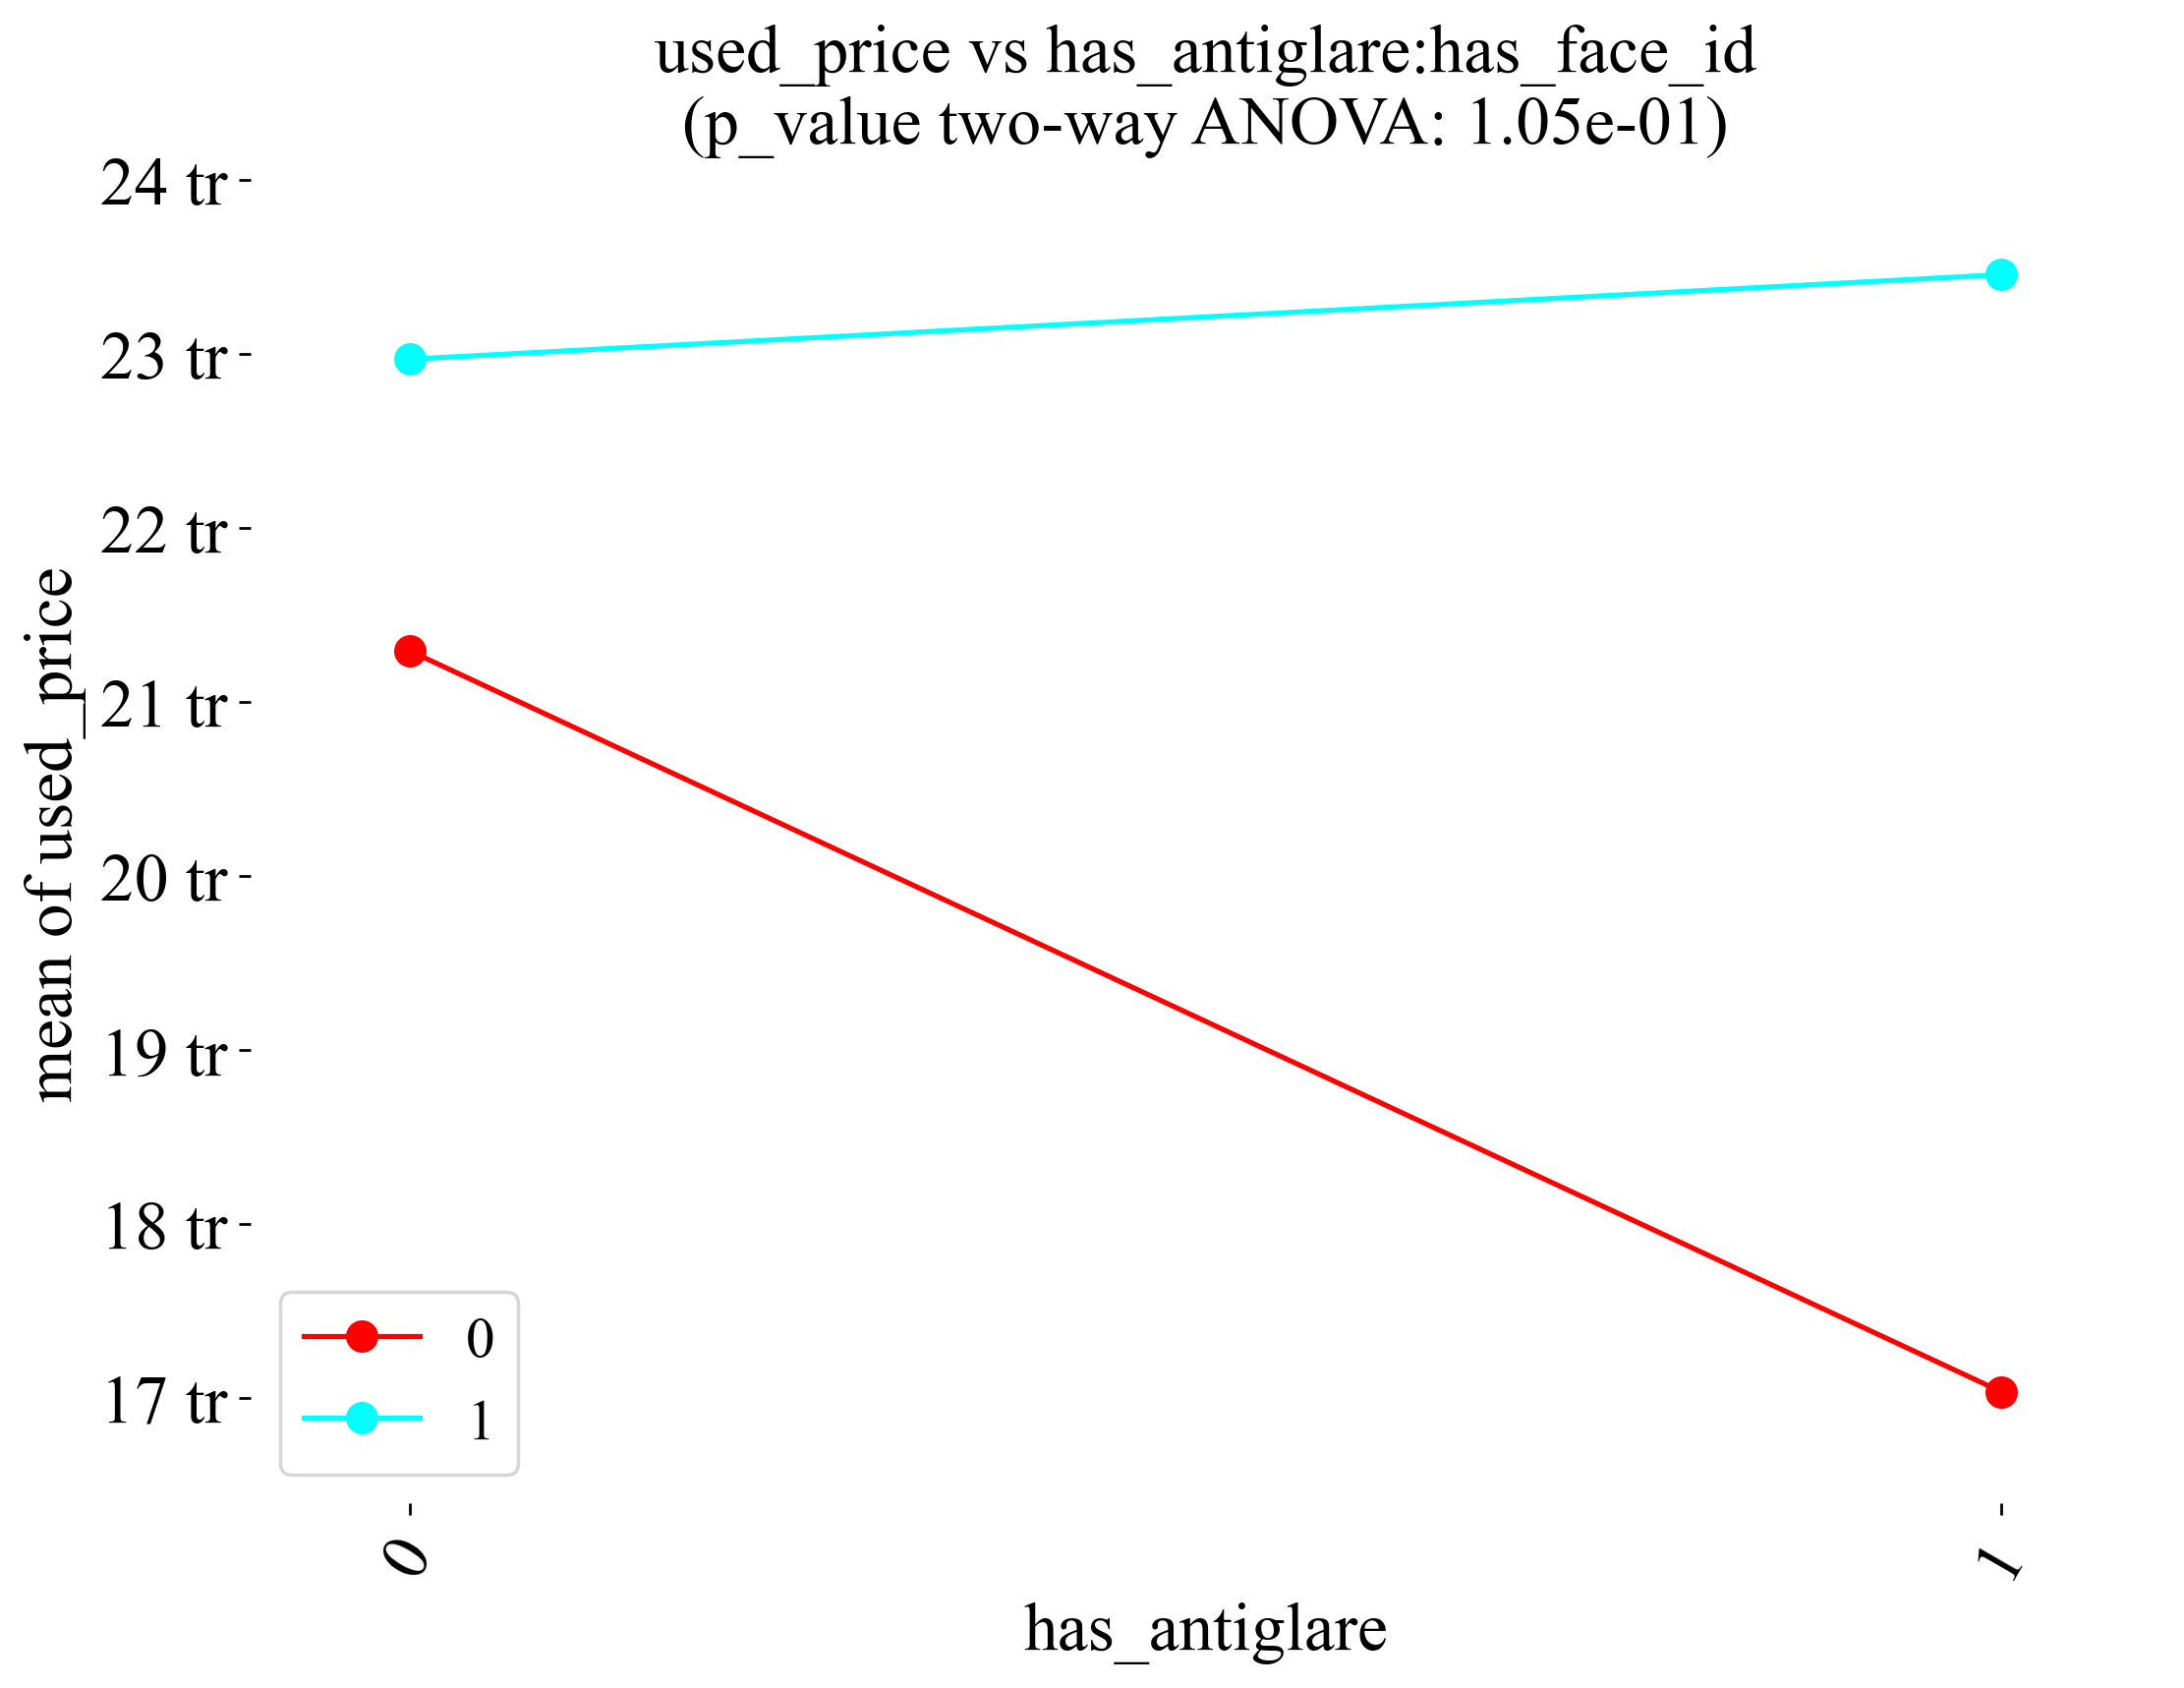 used_price vs has_antiglare:has_face_id
(p_value two-way ANOVA: 1.05e-01)
24 tr
23 tr
22 tr
21 tr
20 tr
19 tr
18 tr
17 tr
mean of used_price
0
1
0
1
has_antiglare